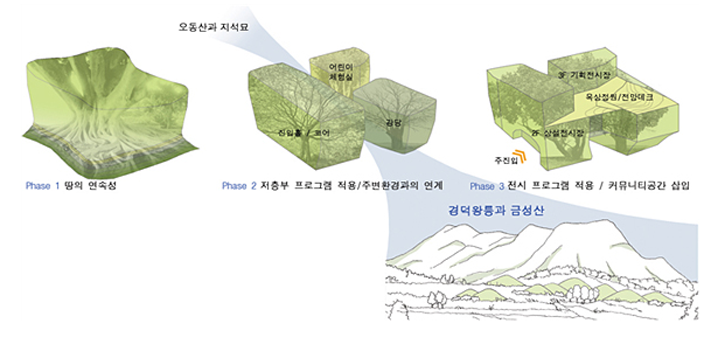 오동산과 지석묘
어린이
체험실
진입홀 / 코어
강당
3F 기획전시장
옥상정원/전망데크
2F 상설전시장
주진입
Phase 1 땅의 연속성
Phase 2 저층부 프로그램 적용/주변환경과의 연계
Phase 3 전시 프로그램 적용 / 커뮤니티공간 삽입
경덕왕릉과 금성산